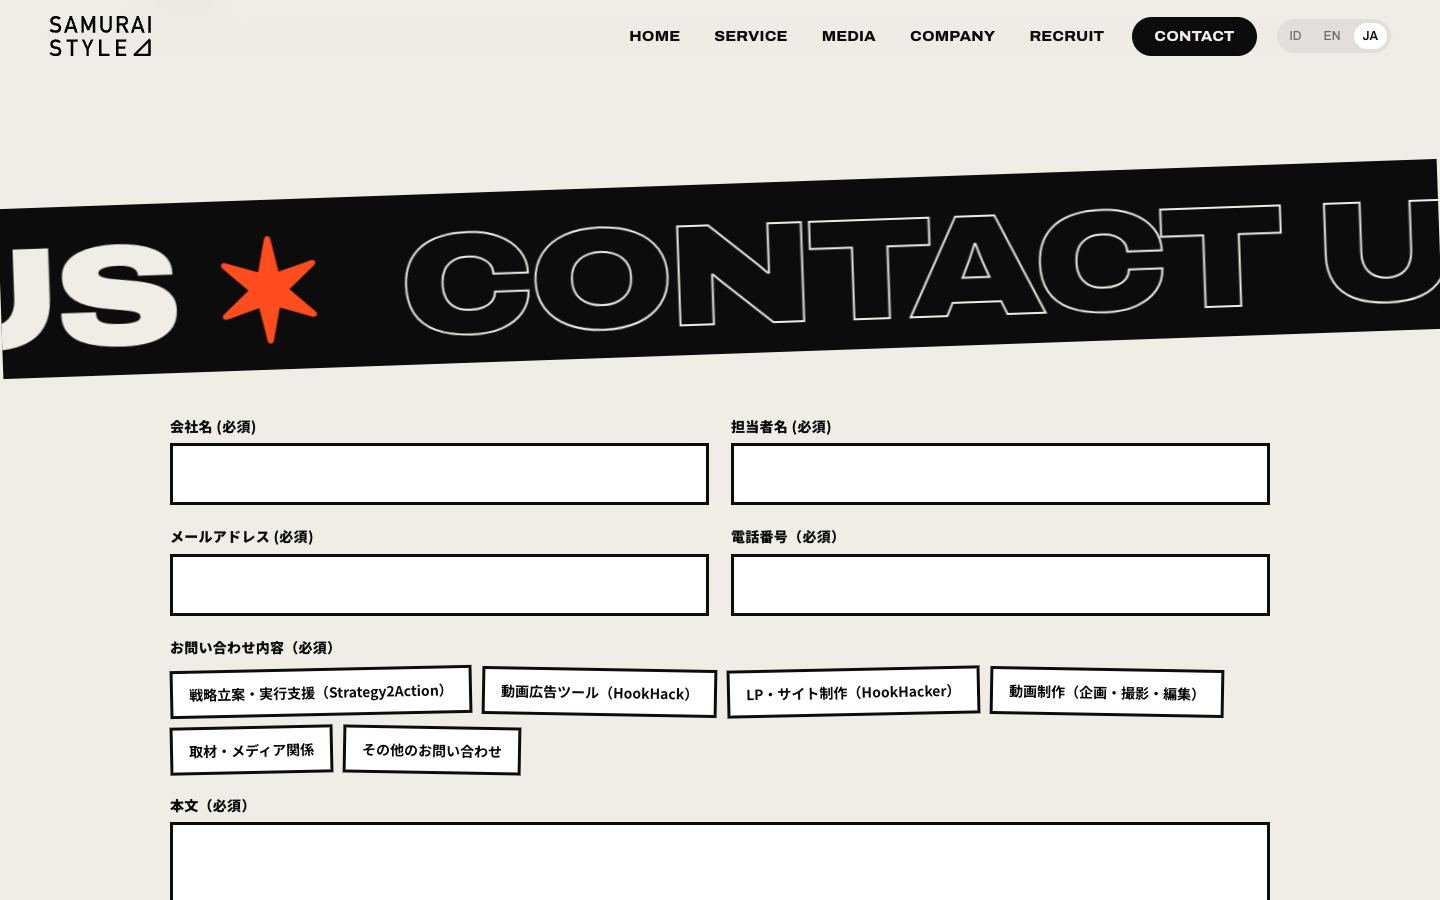 SAMURAI
STYLE
HOME SERVICE MEDIA COMPANY RECRUIT CONTACT ID EN JA
US CONTACT U
会社名 (必須) 担当者名 (必須)
メールアドレス (必須) 電話番号（必須）
お問い合わせ内容（必須）
戦略立案・実行支援（Strategy2Action） 動画広告ツール（HookHack） LP・サイト制作（HookHacker） 動画制作（企画・撮影・編集）
取材・メディア関係 その他のお問い合わせ
本文（必須）